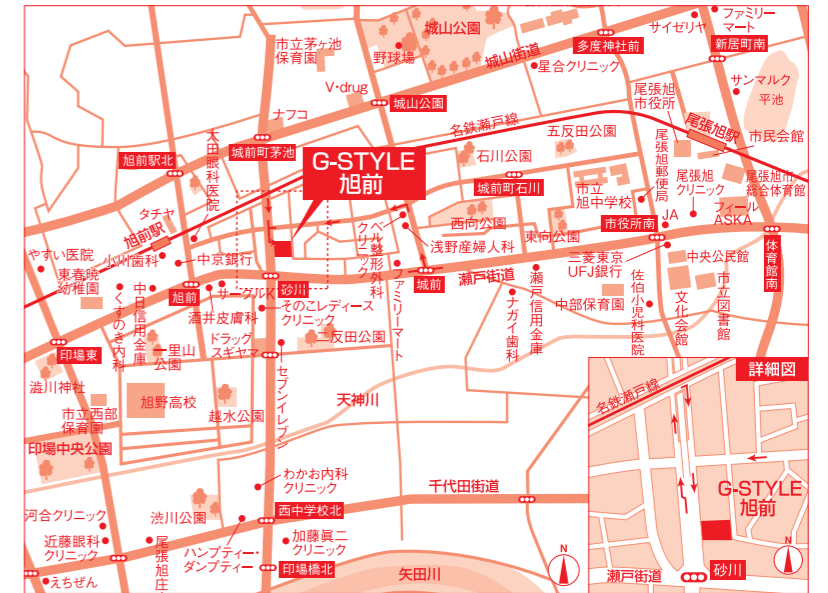 城山公園
市立茅ヶ池
保育園
野球場
城山街道
多度神社前
サイゼリヤ
ファミリー
マート
新居町南
星合クリニック
V・drug
城山公園
尾張旭
市役所
サンマルク
平池
ナフコ
名鉄瀬戸線
尾張旭駅
市民会館
太田眼科医院
旭前駅北
城前町茅池
G-STYLE
旭前
石川公園
五反田公園
城前町石川
市立
旭中学校
尾張旭郵便局
尾張旭
クリニック
尾張旭市
総合体育館
タチヤ
旭前駅
ベル整形外科
クリニック
西向公園
浅野産婦人科
東向公園
市役所南
JA
フィール
ASKA
やすい医院
小川歯科
中京銀行
東春暁
幼稚園
三菱東京
UFJ銀行
中央公民館
体育館南
旭前
サークルK
砂川
瀬戸街道
城前
ファミリーマート
くすのき内科
中日信用金庫
酒井皮膚科
そのこレディース
クリニック
ナガイ歯科
瀬戸信用金庫
中部保育園
佐伯小児科医院
文化会館
市立図書館
印場東
一里山
公園
ドラッグ
スギヤマ
二反田公園
セブンイレブン
澁川神社
旭野高校
越水公園
天神川
市立西部
保育園
印場中央公園
わかお内科
クリニック
千代田街道
河合クリニック
渋川公園
西中学校北
近藤眼科
クリニック
ハンプティー・
ダンプティー
加藤眞二
クリニック
尾張旭庄
えちぜん
印場橋北
矢田川
N
詳細図
名鉄瀬戸線
G-STYLE
旭前
瀬戸街道
砂川
N